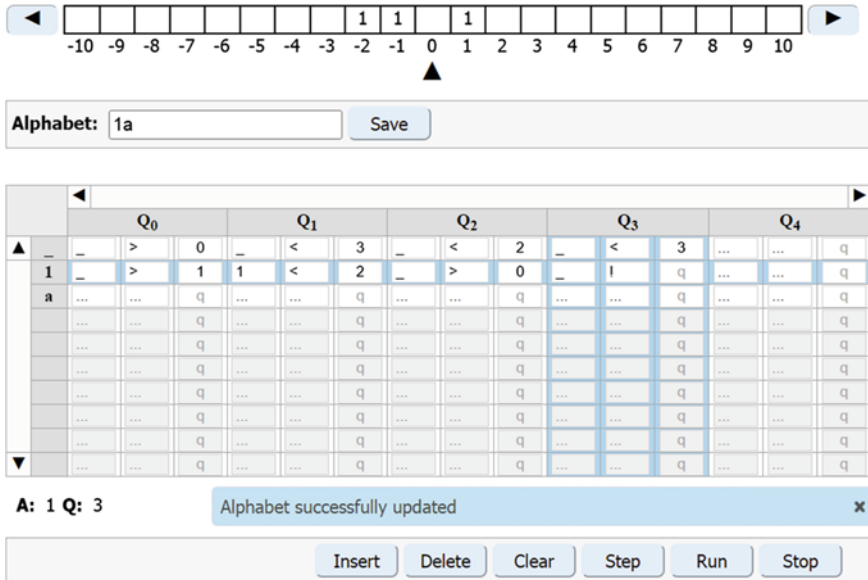 ◄ 1 1 1 ►
-10 -9 -8 -7 -6 -5 -4 -3 -2 -1 0 1 2 3 4 5 6 7 8 9 10
▲
Alphabet: 1a Save
◄ ►
Q₀ Q₁ Q₂ Q₃ Q₄
▲ _ _ > 0 _ < 3 _ < 2 _ < 3 ... ... q
1 _ > 1 1 < 2 _ > 0 _ ! q ... ... q
a ... ... q ... ... q ... ... q ... ... q ... ... q
... ... q ... ... q ... ... q ... ... q ... ... q
... ... q ... ... q ... ... q ... ... q ... ... q
... ... q ... ... q ... ... q ... ... q ... ... q
... ... q ... ... q ... ... q ... ... q ... ... q
... ... q ... ... q ... ... q ... ... q ... ... q
▼ ... ... q ... ... q ... ... q ... ... q ... ... q
A: 1 Q: 3 Alphabet successfully updated ×
Insert Delete Clear Step Run Stop